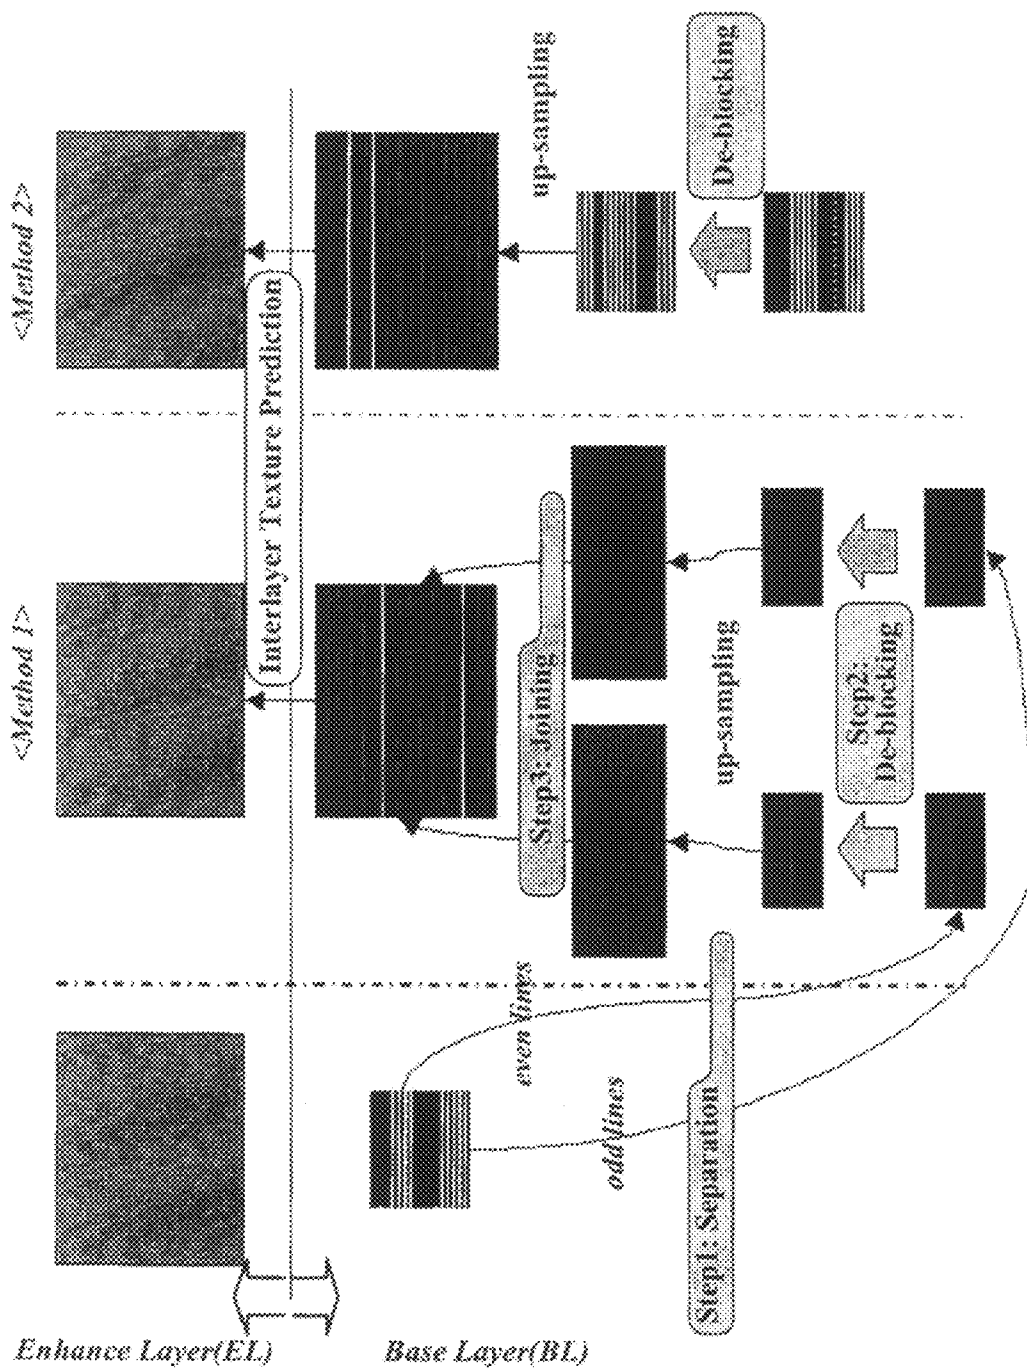 <Method 1>
<Method 2>
Enhance Layer(EL)
Interlayer Texture Prediction
Base Layer(BL)
even lines
odd lines
Step1: Separation
Step3: Joining
up-sampling
Step2:
De-blocking
up-sampling
De-blocking